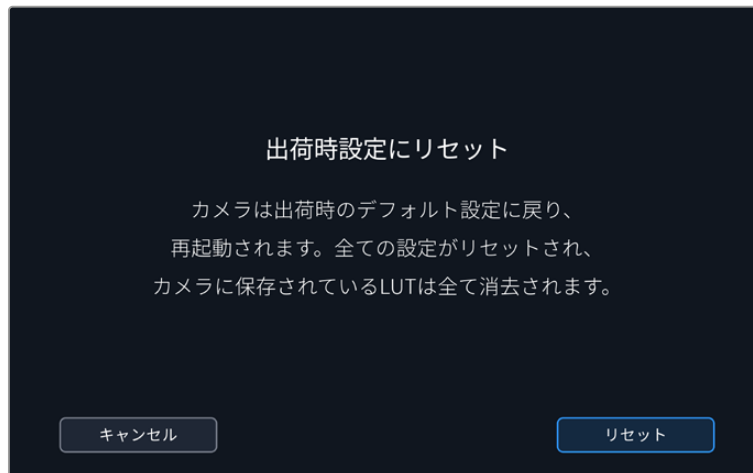 出荷時設定にリセット
カメラは出荷時のデフォルト設定に戻り、
再起動されます。全ての設定がリセットされ、
カメラに保存されているLUTは全て消去されます。
キャンセル
リセット